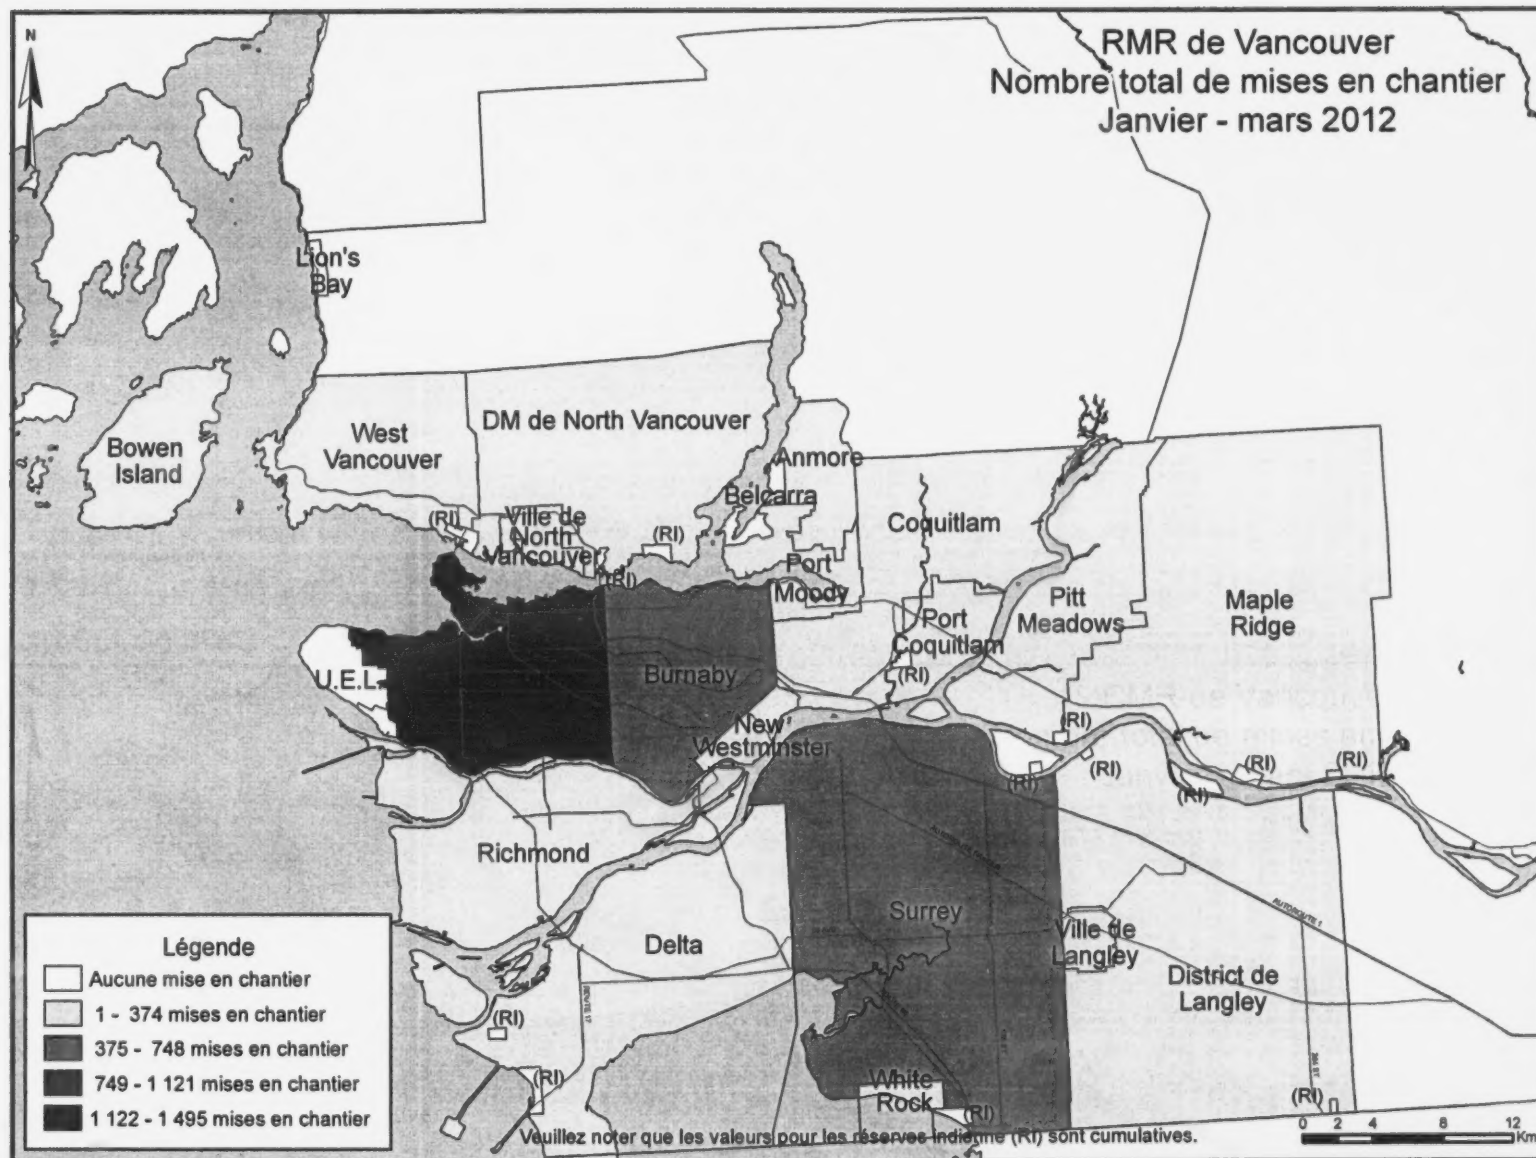 RMR de Vancouver
Nombre total de mises en chantier
Janvier - mars 2012
N
Lion's
Bay
Bowen
Island
West
Vancouver
DM de North Vancouver
Anmore
Belcarra
(RI)
Ville de
North
Vancouver
(RI)
(RI)
Port
Moody
Coquitlam
Port
Coquitlam
(RI)
Pitt
Meadows
Maple
Ridge
U.E.L.
Burnaby
New
Westminster
(RI)
(RI)
(RI)
(RI)
(RI)
(RI)
Richmond
AUTOROUTE 1
Surrey
Delta
Ville de
Langley
District de
Langley
ROUTE 17
(RI)
(RI)
White
Rock
(RI)
(RI)
Légende
Aucune mise en chantier
1 - 374 mises en chantier
375 - 748 mises en chantier
749 - 1 121 mises en chantier
1 122 - 1 495 mises en chantier
Veuillez noter que les valeurs pour les réserves indienne (RI) sont cumulatives.
0 2 4 8 12
Km